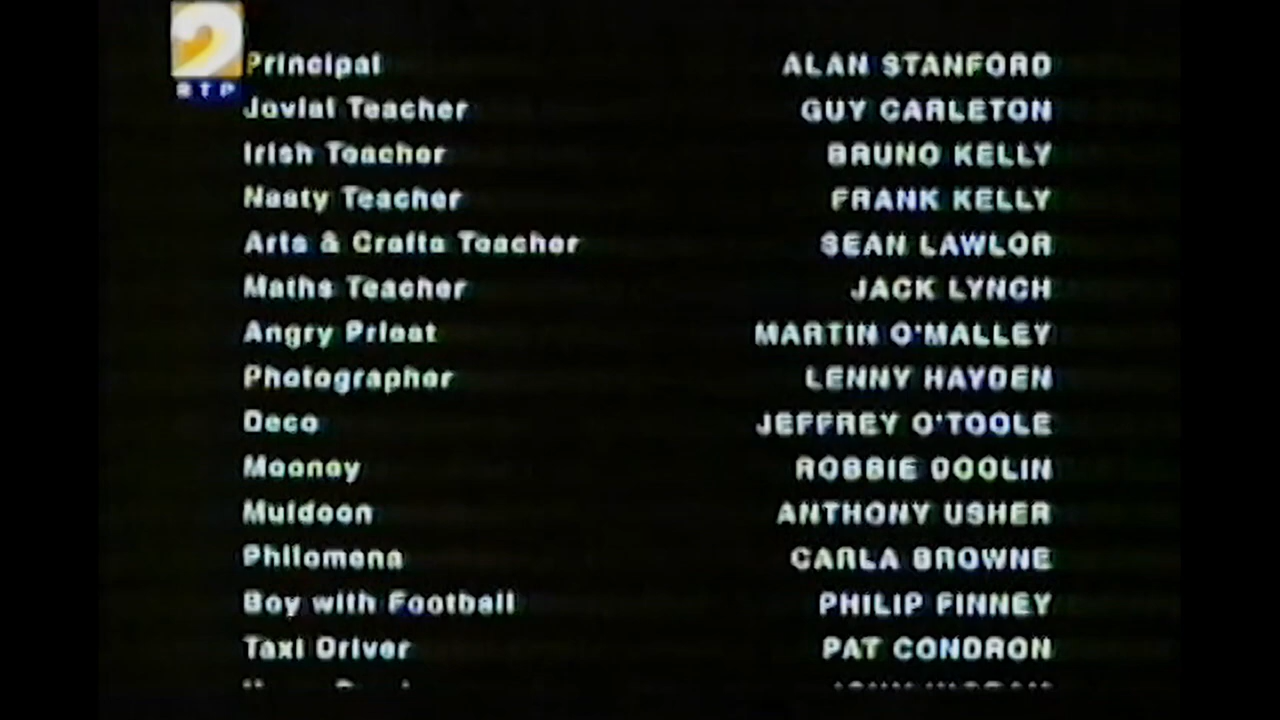 RTP
Principal ALAN STANFORD
Jovial Teacher GUY CARLETON
Irish Teacher BRUNO KELLY
Nasty Teacher FRANK KELLY
Arts & Crafts Teacher SEAN LAWLOR
Maths Teacher JACK LYNCH
Angry Priest MARTIN O'MALLEY
Photographer LENNY HAYDEN
Deco JEFFREY O'TOOLE
Mooney ROBBIE DOOLIN
Muldoon ANTHONY USHER
Philomena CARLA BROWNE
Boy with Football PHILIP FINNEY
Taxi Driver PAT CONDRON